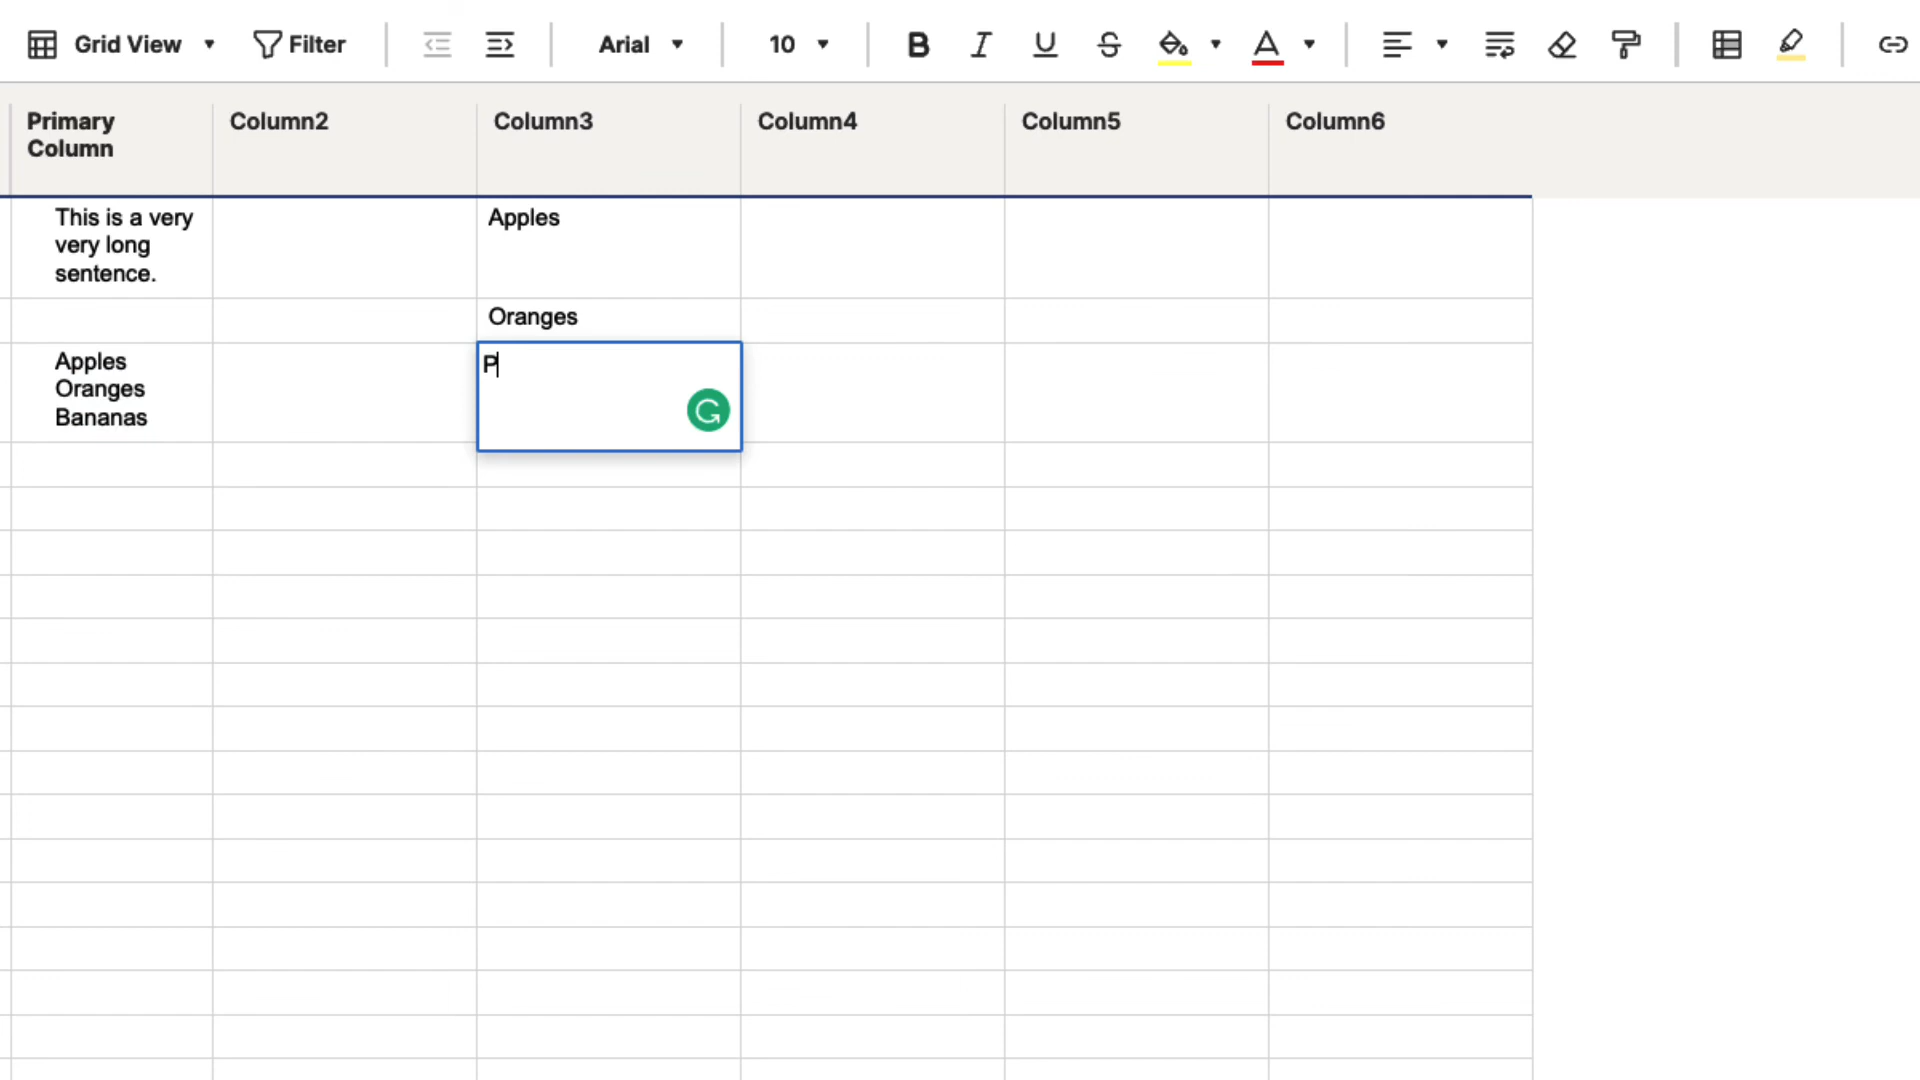 Grid View Filter Arial 10 B I U S A
Primary
Column
Column2 Column3 Column4 Column5 Column6
This is a very
very long
sentence.
Apples
Oranges
Apples
Oranges
Bananas
P